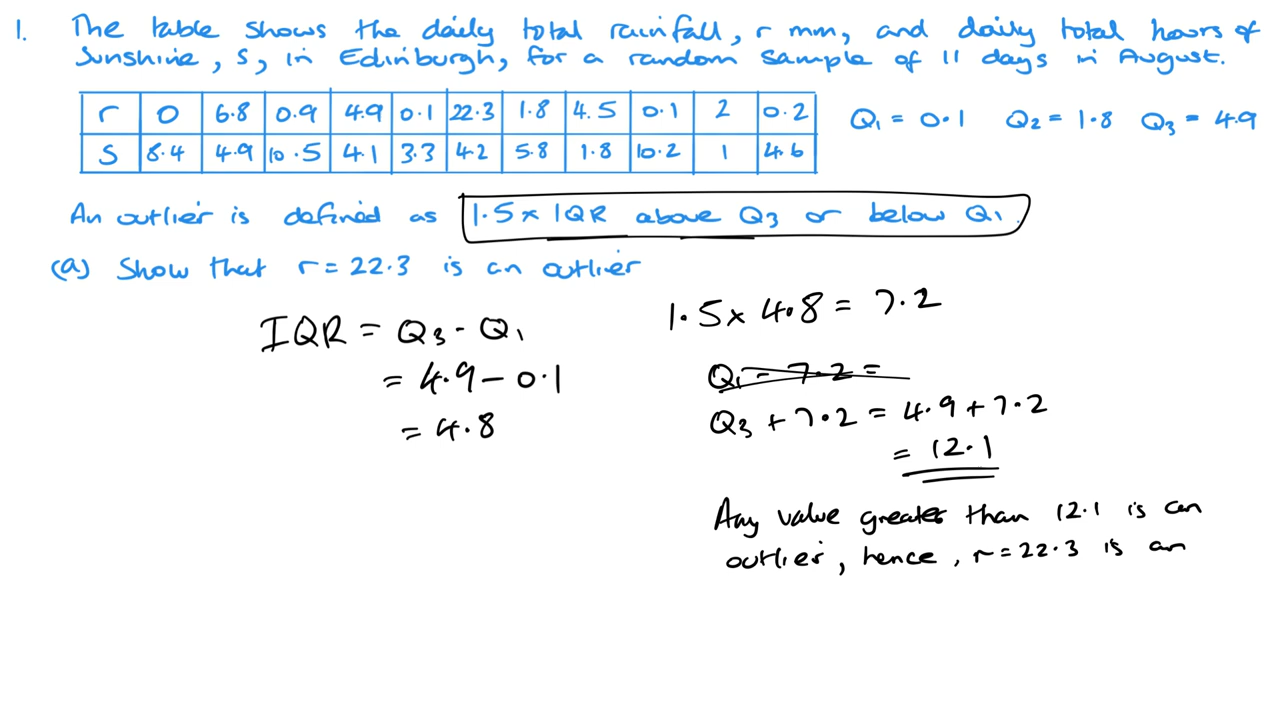 1. The table shows the daily total rainfall, r mm, and daily total hours of
Sunshine, S, in Edinburgh, for a random sample of 11 days in August.
r 0 6.8 0.9 4.9 0.1 22.3 1.8 4.5 0.1 2 0.2
S 8.4 4.9 10.5 4.1 3.3 4.2 5.8 1.8 10.2 1 4.6
Q1 = 0.1 Q2 = 1.8 Q3 = 4.9
An outlier is defined as 1.5 × IQR above Q3 or below Q1.
(a) Show that r = 22.3 is an outlier
IQR = Q3 - Q1
= 4.9 - 0.1
= 4.8
1.5 × 4.8 = 7.2
Q1 - 7.2 =
Q3 + 7.2 = 4.9 + 7.2
= 12.1
Any value greater than 12.1 is an
outlier, hence, r = 22.3 is an